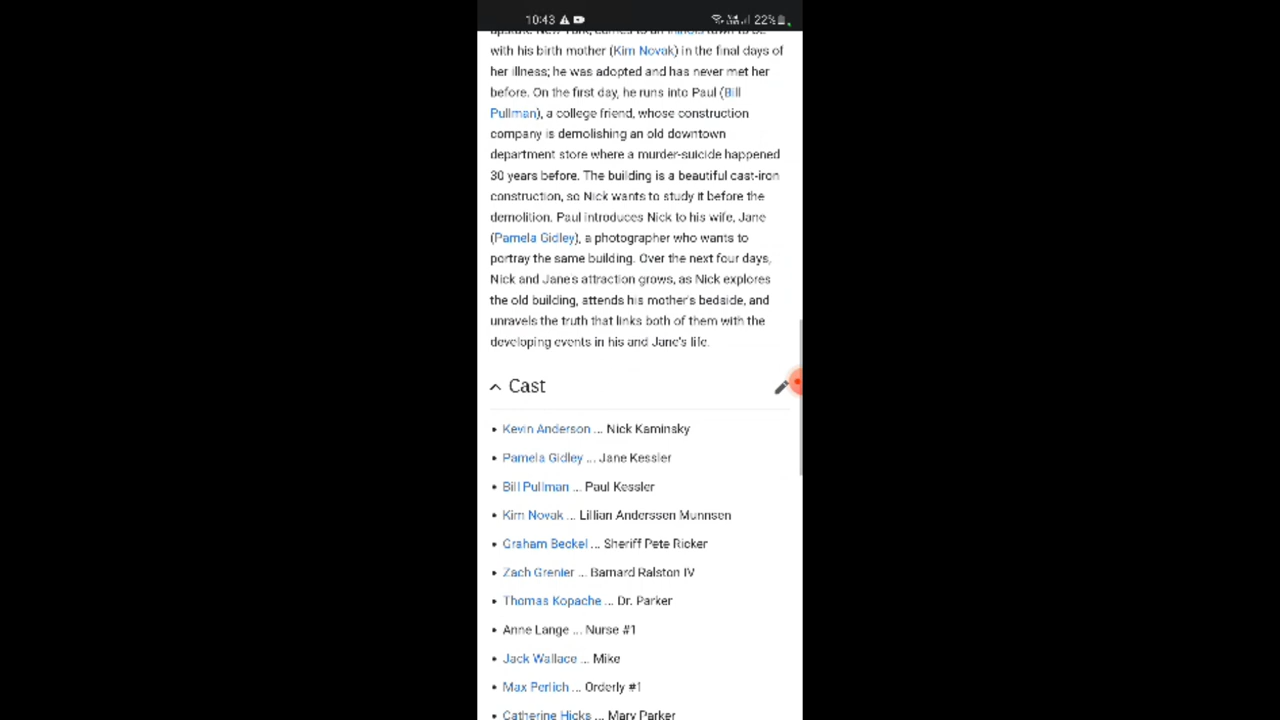 10:43 22%
with his birth mother (Kim Novak) in the final days of
her illness; he was adopted and has never met her
before. On the first day, he runs into Paul (Bill
Pullman), a college friend, whose construction
company is demolishing an old downtown
department store where a murder-suicide happened
30 years before. The building is a beautiful cast-iron
construction, so Nick wants to study it before the
demolition. Paul introduces Nick to his wife, Jane
(Pamela Gidley), a photographer who wants to
portray the same building. Over the next four days,
Nick and Jane's attraction grows, as Nick explores
the old building, attends his mother's bedside, and
unravels the truth that links both of them with the
developing events in his and Jane's life.
Cast
• Kevin Anderson ... Nick Kaminsky
• Pamela Gidley ... Jane Kessler
• Bill Pullman ... Paul Kessler
• Kim Novak ... Lillian Anderssen Munnsen
• Graham Beckel ... Sheriff Pete Ricker
• Zach Grenier ... Barnard Ralston IV
• Thomas Kopache ... Dr. Parker
• Anne Lange ... Nurse #1
• Jack Wallace ... Mike
• Max Perlich ... Orderly #1
• Catherine Hicks ... Mary Parker